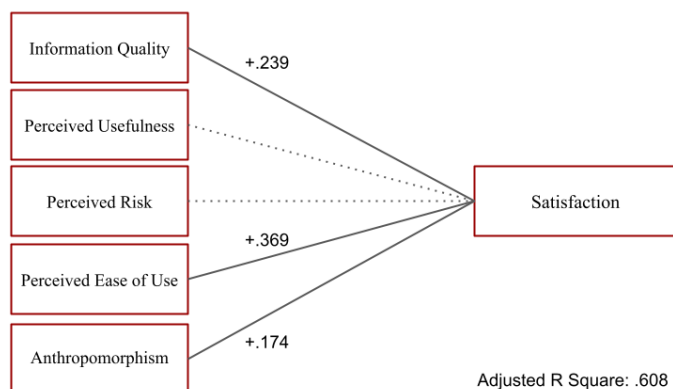 Information Quality
+.239
Perceived Usefulness
Perceived Risk
Satisfaction
+.369
Perceived Ease of Use
+.174
Anthropomorphism
Adjusted R Square: .608